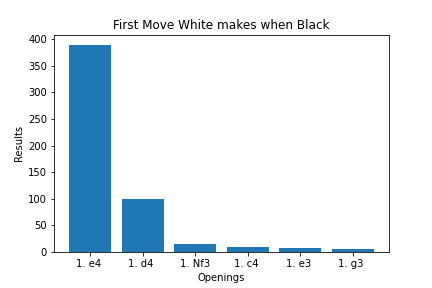 First Move White makes when Black
400
350
300
250
200
150
100
50
0
Results
1. e4 1. d4 1. Nf3 1. c4 1. e3 1. g3
Openings